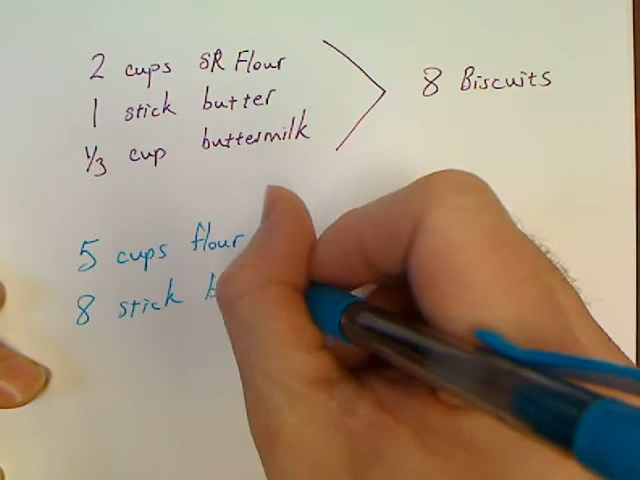 2 cups SR Flour
1 stick butter
1/3 cup buttermilk
8 Biscuits
5 cups flour
8 stick b